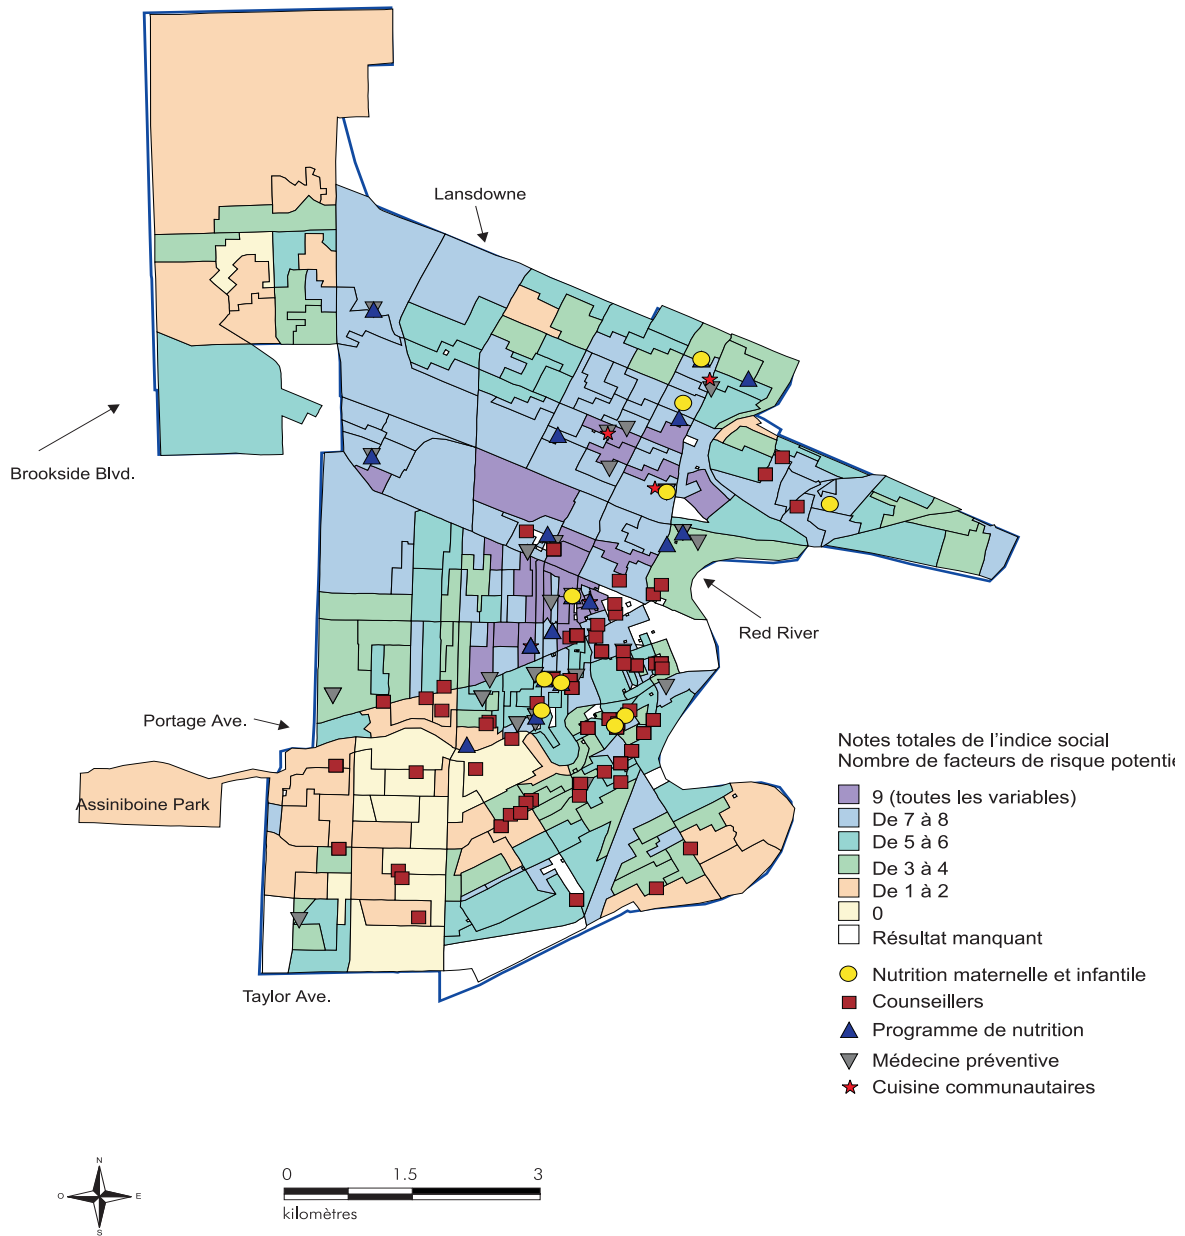 Lansdowne
Brookside Blvd.
Red River
Portage Ave.
Assiniboine Park
Taylor Ave.
Notes totales de l'indice social
Nombre de facteurs de risque potentie
9 (toutes les variables)
De 7 à 8
De 5 à 6
De 3 à 4
De 1 à 2
0
Résultat manquant
Nutrition maternelle et infantile
Counseillers
Programme de nutrition
Médecine préventive
Cuisine communautaires
N
O
E
S
0 1.5 3
kilomètres